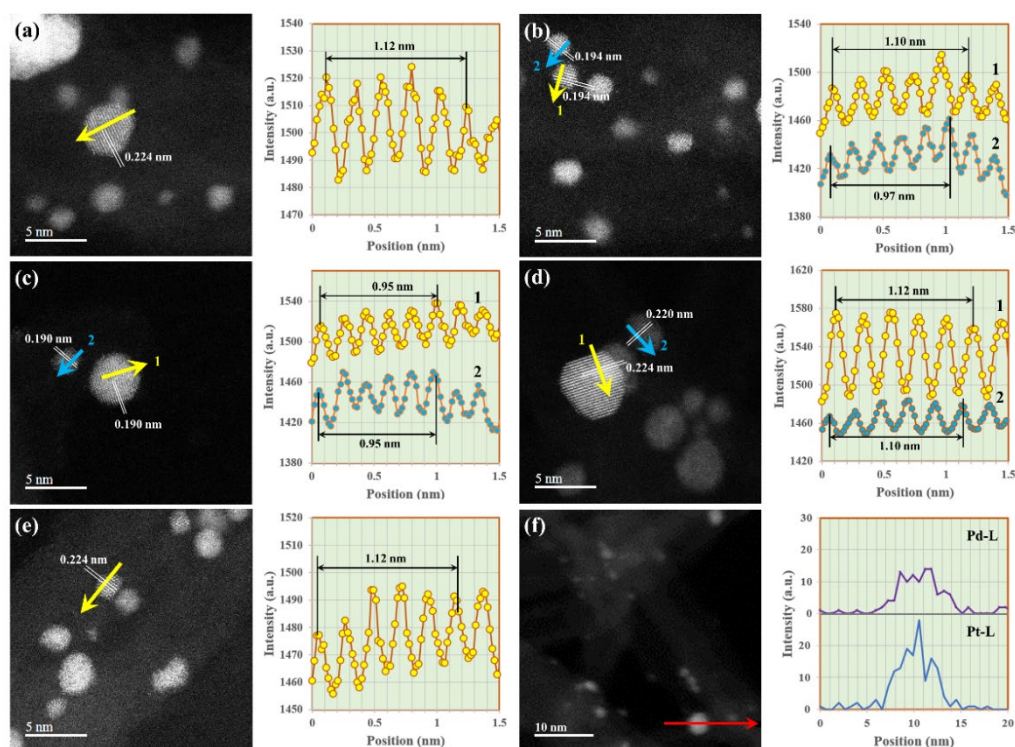 (a)
0.224 nm
5 nm
1540
1530
1520
1510
1500
1490
1480
1470
Intensity (a.u.)
1.12 nm
0 0.5 1 1.5
Position (nm)
(b)
2
0.194 nm
0.194 nm
1
5 nm
1540
1500
1460
1420
1380
Intensity (a.u.)
1.10 nm
1
2
0.97 nm
0 0.5 1 1.5
Position (nm)
(c)
0.190 nm
2
1
0.190 nm
5 nm
1540
1500
1460
1420
1380
Intensity (a.u.)
0.95 nm
1
2
0.95 nm
0 0.5 1 1.5
Position (nm)
(d)
0.220 nm
1
2
0.224 nm
5 nm
1620
1580
1540
1500
1460
1420
Intensity (a.u.)
1.12 nm
1
2
1.10 nm
0 0.5 1 1.5
Position (nm)
(e)
0.224 nm
5 nm
1520
1510
1500
1490
1480
1470
1460
1450
Intensity (a.u.)
1.12 nm
0 0.5 1 1.5
Position (nm)
(f)
10 nm
30
20
10
0
20
10
0
Intensity (a.u.)
Pd-L
Pt-L
0 5 10 15 20
Position (nm)